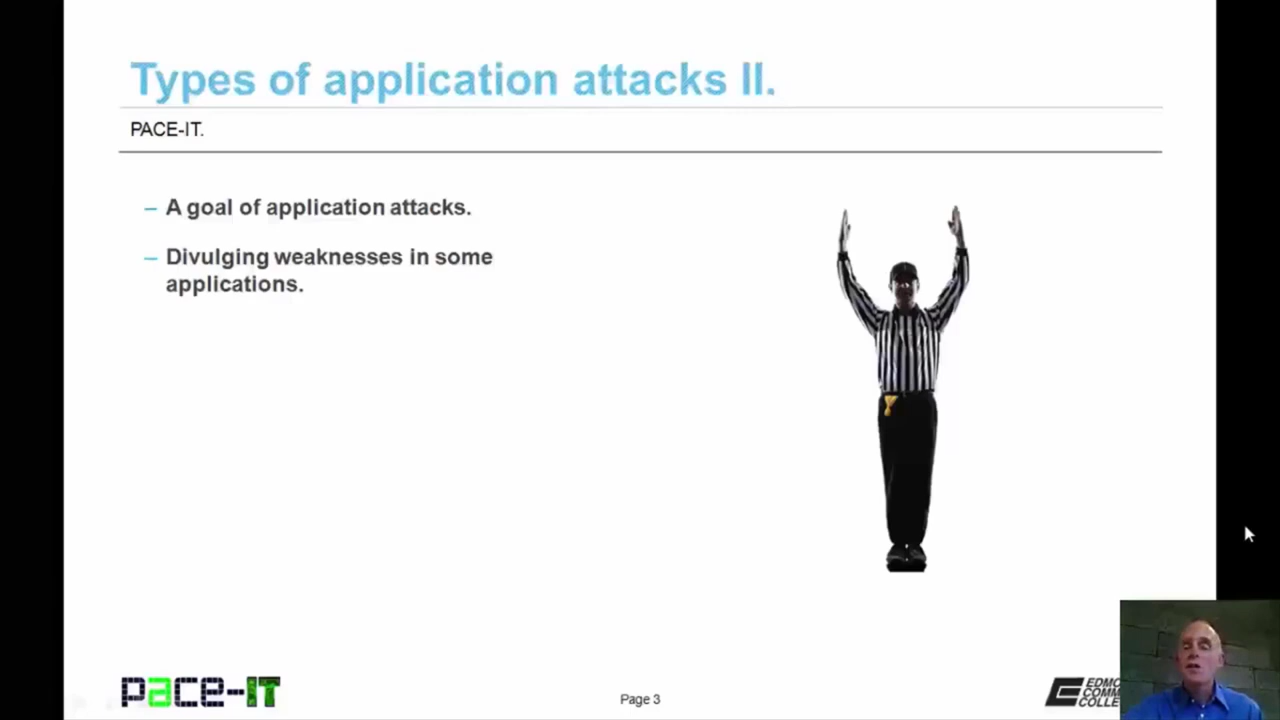 Types of application attacks II.
PACE-IT.
– A goal of application attacks.
– Divulging weaknesses in some
applications.
PACE-IT
Page 3